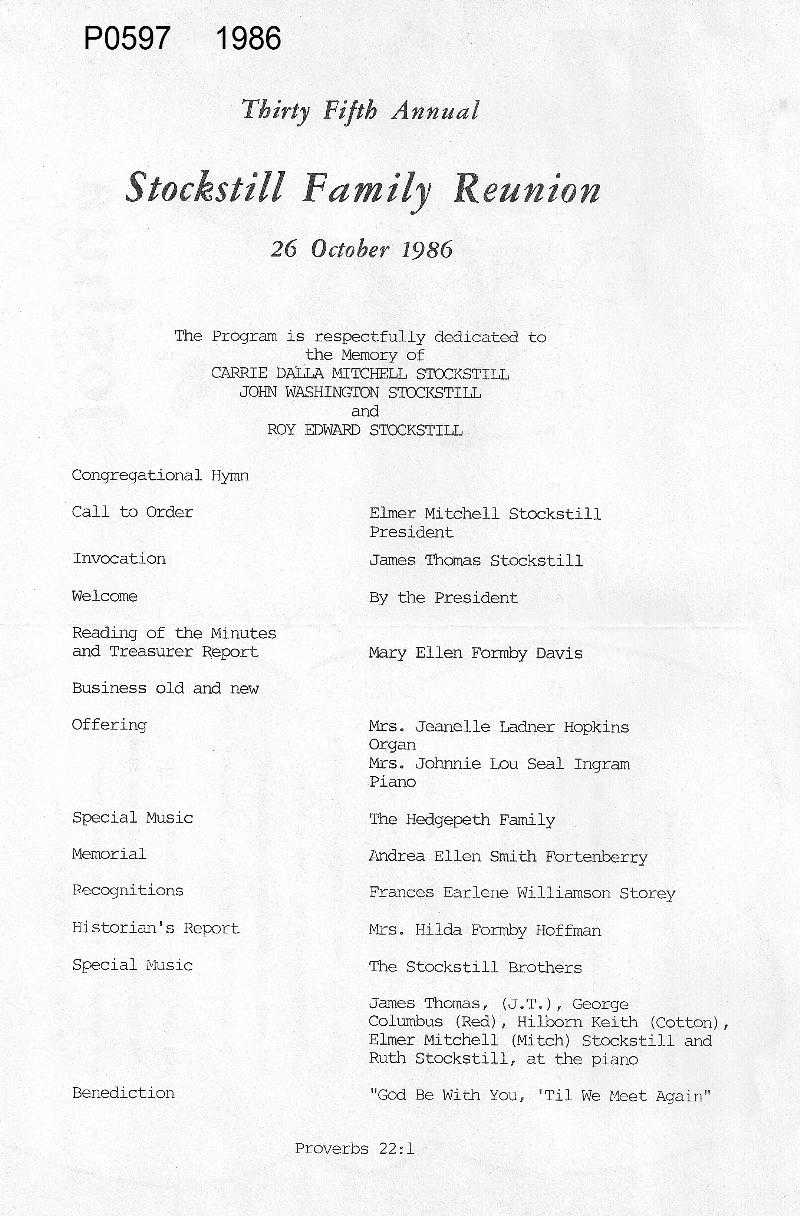 P0597 1986
Thirty Fifth Annual
Stockstill Family Reunion
26 October 1986
The Program is respectfully dedicated to
the Memory of
CARRIE DALLA MITCHELL STOCKSTILL
JOHN WASHINGTON STOCKSTILL
and
ROY EDWARD STOCKSTILL
Congregational Hymn
Call to Order Elmer Mitchell Stockstill
President
Invocation James Thomas Stockstill
Welcome By the President
Reading of the Minutes
and Treasurer Report Mary Ellen Formby Davis
Business old and new
Offering Mrs. Jeanelle Ladner Hopkins
Organ
Mrs. Johnnie Lou Seal Ingram
Piano
Special Music The Hedgepeth Family
Memorial Andrea Ellen Smith Fortenberry
Recognitions Frances Earlene Williamson Storey
Historian's Report Mrs. Hilda Formby Hoffman
Special Music The Stockstill Brothers
James Thomas, (J.T.), George
Columbus (Red), Hilborn Keith (Cotton),
Elmer Mitchell (Mitch) Stockstill and
Ruth Stockstill, at the piano
Benediction "God Be With You, 'Til We Meet Again"
Proverbs 22:1